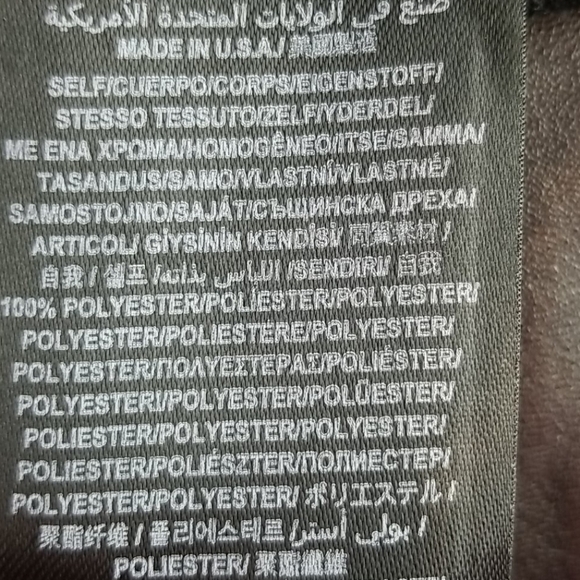 صنع في الولايات المتحدة الأمريكية
MADE IN U.S.A./ 美國製造
SELF/CUERPO/CORPS/EIGENSTOFF/
STESSO TESSUTO/ZELF/YDERDEL/
ME ENA XPOMA/HOMOGÊNEO/ITSE/SAMMA/
TASANDUS/SAMO/VLASTNÍ/VLASTNÉ/
SAMOSTOJNO/SAJÁT/СЪЩИНСКА ДРЕХА/
ARTICOL/ GİYSİNİN KENDİSİ/ 同質素材 /
自我 / 셀프 /اللباس بذاته /SENDIRI/ 自我
100% POLYESTER/POLIÉSTER/POLYESTER/
POLYESTER/POLIESTERE/POLYESTER/
POLYESTER/ΠΟΛΥΕΣΤΕΡΑΣ/POLIÉSTER/
POLYESTERI/POLYESTER/POLÜESTER/
POLIESTER/POLYESTER/POLYESTER/
POLIESTER/POLIÉSZTER/ПОЛИЕСТЕР/
POLYESTER/POLYESTER/ ポリエステル /
聚酯纤维 / 폴리에스테르 /بولي أستر /
POLIESTER/ 聚酯纖維